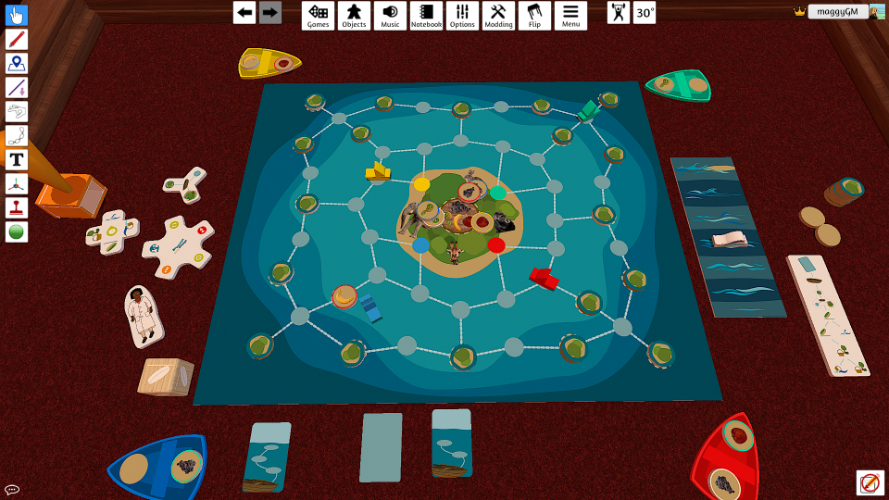 Games
Objects
Music
Notebook
Options
Modding
Flip
Menu
30°
maggyGM
T